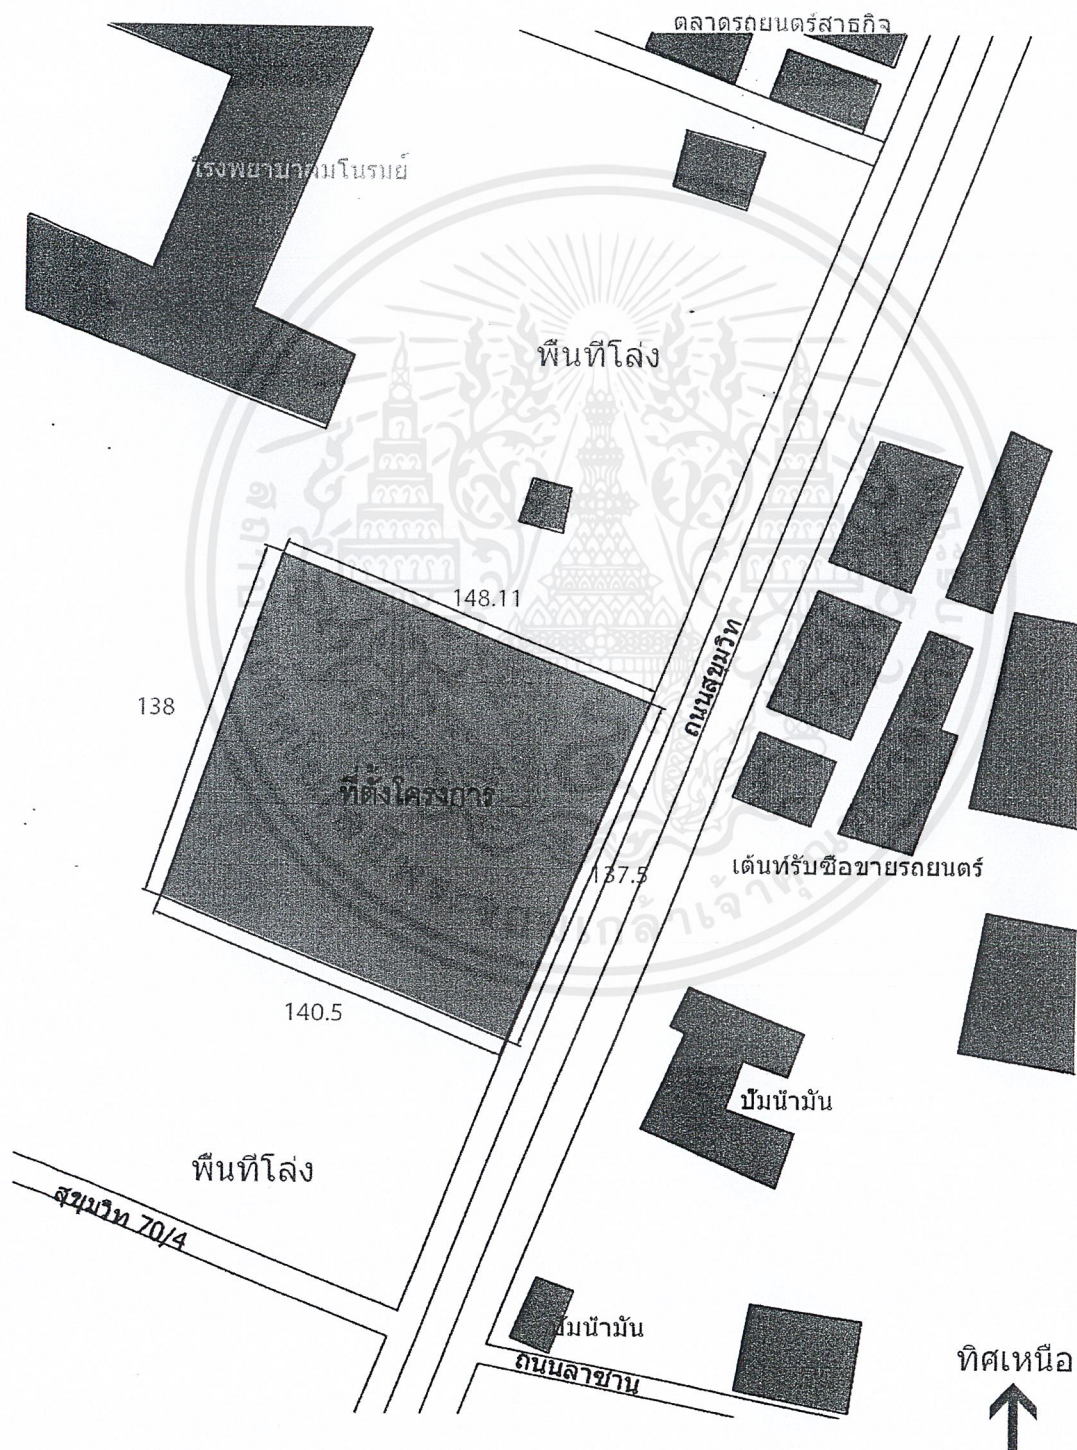 ตลาดรถยนตร์สาธกิจ
โรงพยาบาลมโนรมย์
พื้นที่โล่ง
148.11
ถนนสุขุมวิท
138
ที่ตั้งโครงการ
137.5
เต้นท์รับซื้อขายรถยนตร์
140.5
ปั้มน้ำมัน
พื้นที่โล่ง
สุขุมวิท 70/4
ปั้มน้ำมัน
ถนนลาซาน
ทิศเหนือ